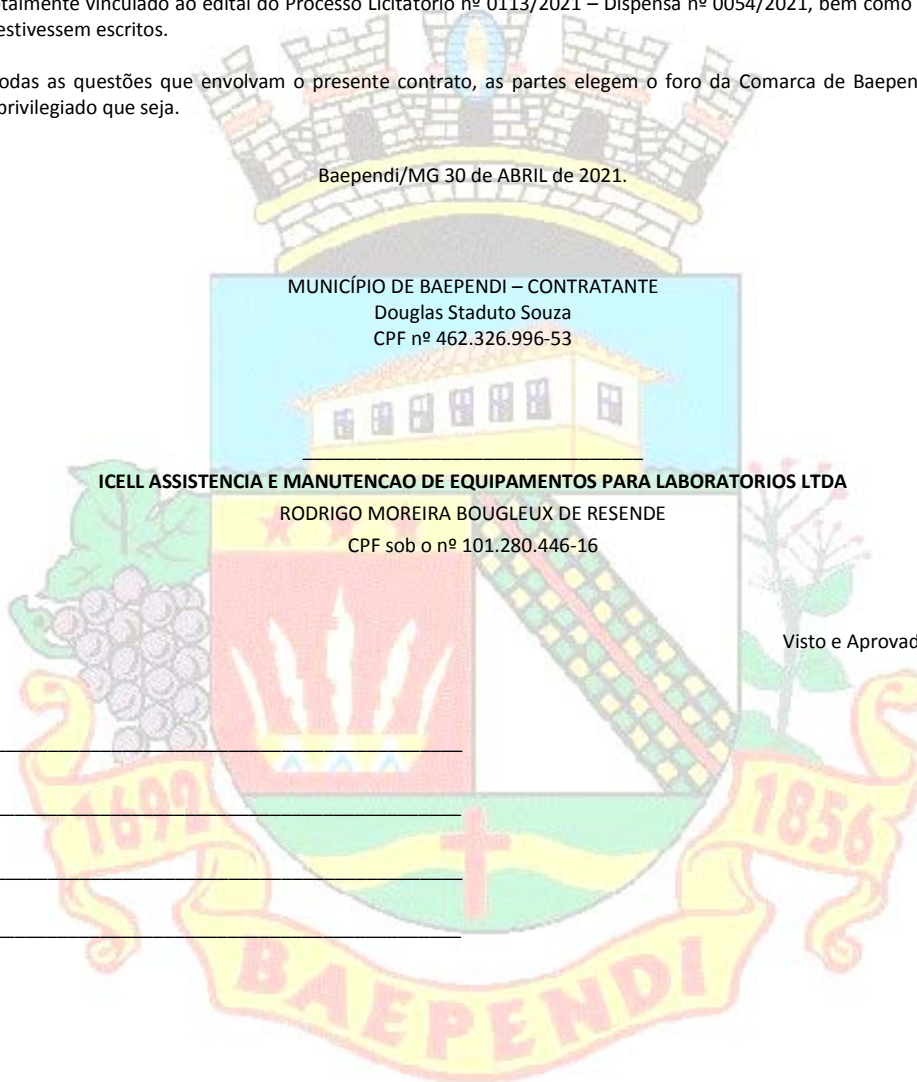 talmente vinculado ao edital do Processo Licitatório nº 0113/2021 – Dispensa nº 0054/2021, bem como
estivessem escritos.
odas as questões que envolvam o presente contrato, as partes elegem o foro da Comarca de Baepen
privilegiado que seja.
Baependi/MG 30 de ABRIL de 2021.
MUNICÍPIO DE BAEPENDI – CONTRATANTE
Douglas Staduto Souza
CPF nº 462.326.996-53
ICELL ASSISTENCIA E MANUTENCAO DE EQUIPAMENTOS PARA LABORATORIOS LTDA
RODRIGO MOREIRA BOUGLEUX DE RESENDE
CPF sob o nº 101.280.446-16
Visto e Aprovad
1692
1856
BAEPENDI